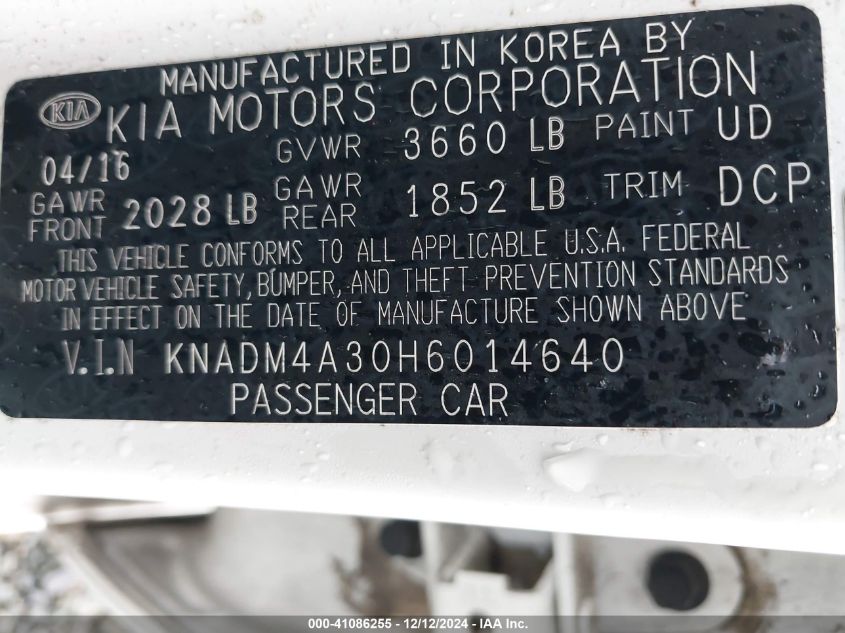 MANUFACTURED IN KOREA BY
KIA KIA MOTORS CORPORATION
04/16 GVWR 3660 LB PAINT UD
GAWR FRONT 2028 LB GAWR REAR 1852 LB TRIM DCP
THIS VEHICLE CONFORMS TO ALL APPLICABLE U.S.A. FEDERAL
MOTOR VEHICLE SAFETY, BUMPER, AND THEFT PREVENTION STANDARDS
IN EFFECT ON THE DATE OF MANUFACTURE SHOWN ABOVE
V.I.N KNADM4A30H6014640
PASSENGER CAR
000-41086255 - 12/12/2024 - IAA Inc.